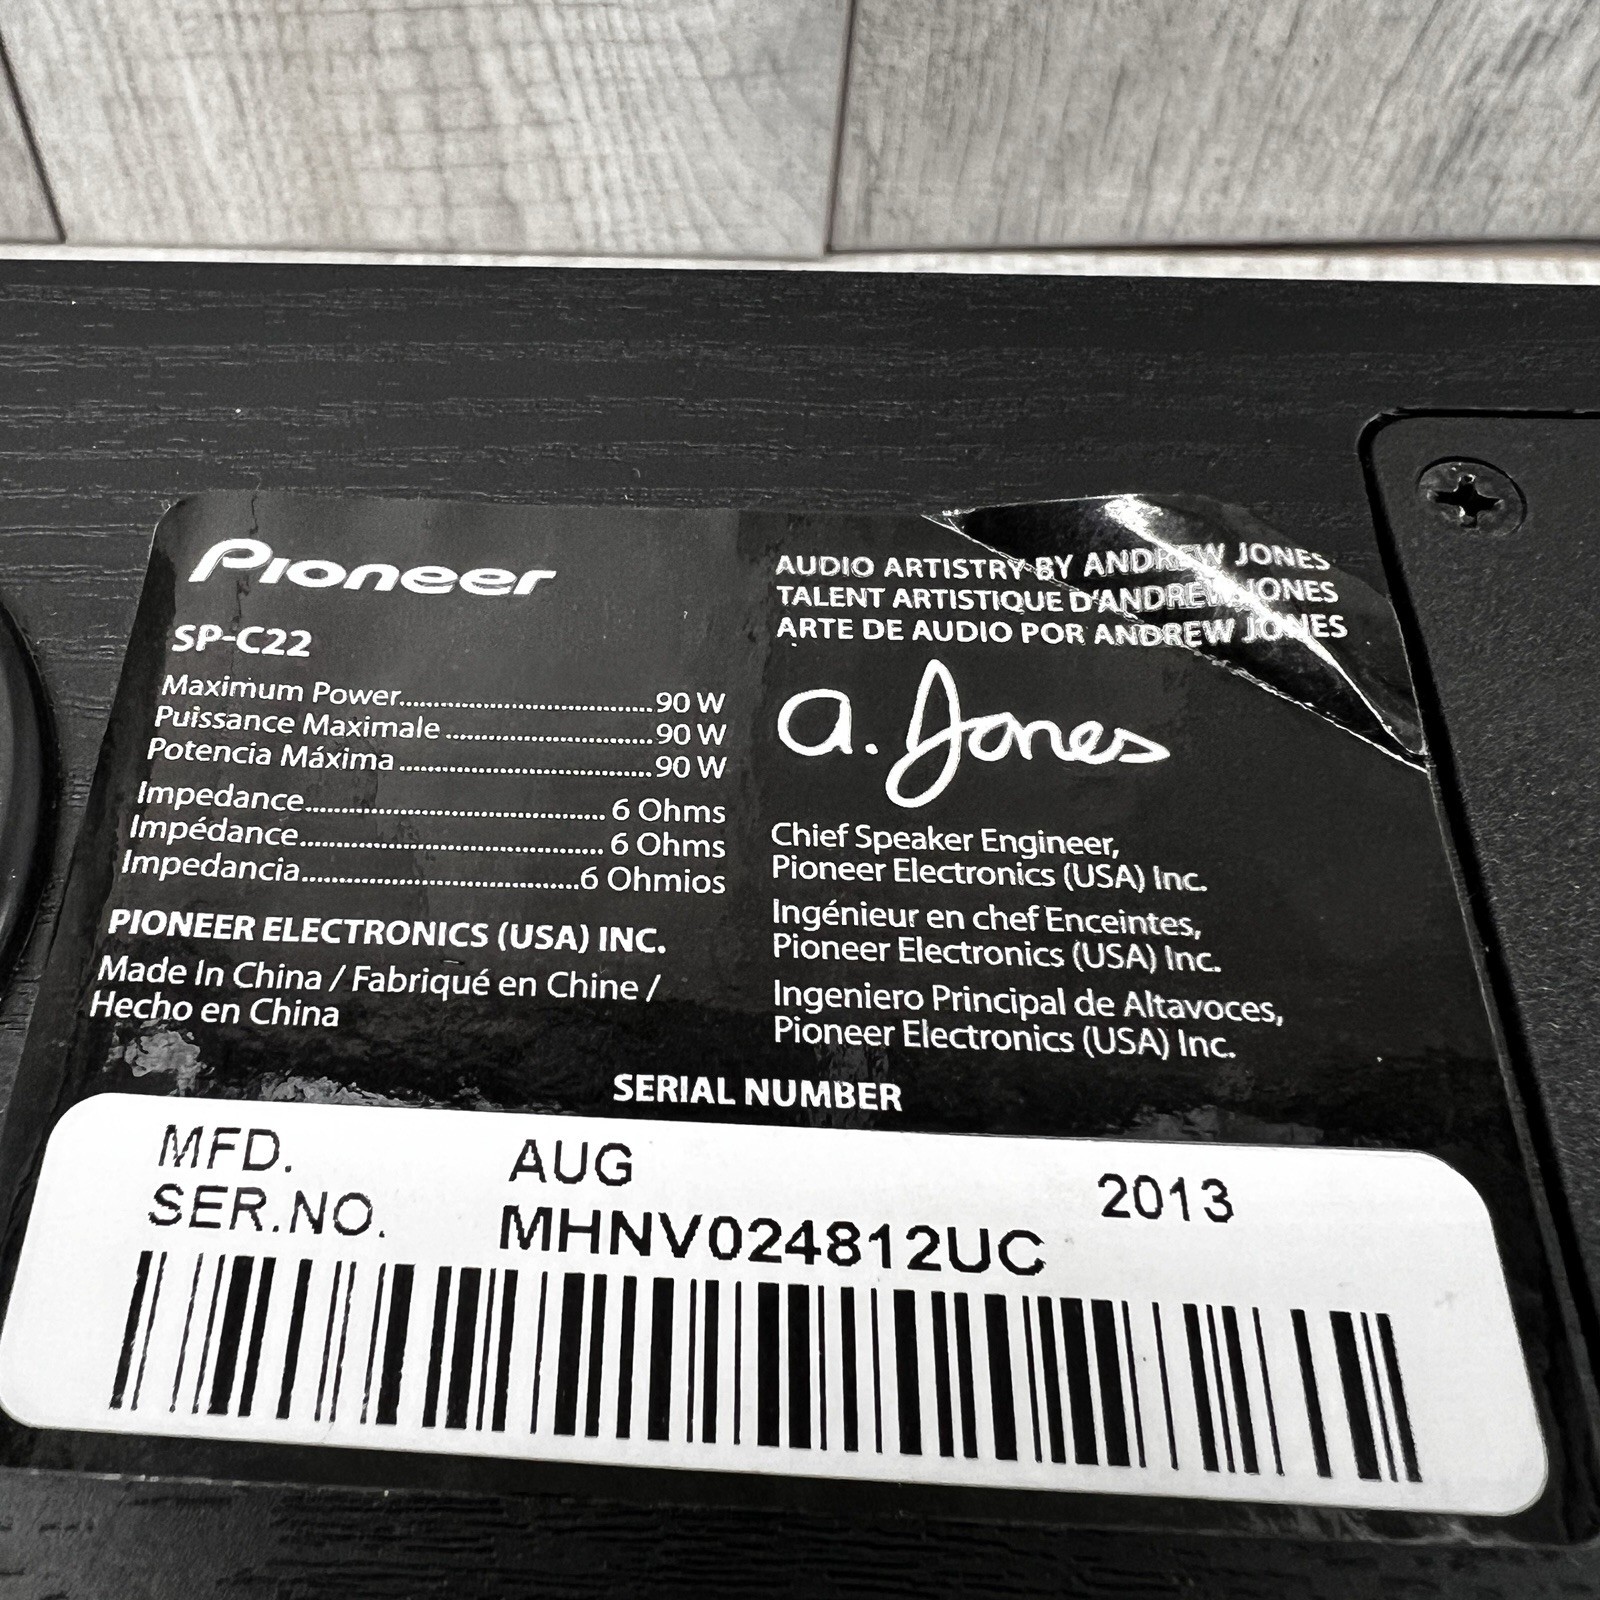 Pioneer
SP-C22
Maximum Power..................................90 W
Puissance Maximale............................90 W
Potencia Máxima..................................90 W
Impedance........................................6 Ohms
Impédance........................................6 Ohms
Impedancia.....................................6 Ohmios
PIONEER ELECTRONICS (USA) INC.
Made In China / Fabriqué en Chine /
Hecho en China
AUDIO ARTISTRY BY ANDREW JONES
TALENT ARTISTIQUE D'ANDREW JONES
ARTE DE AUDIO POR ANDREW JONES
a. Jones
Chief Speaker Engineer,
Pioneer Electronics (USA) Inc.
Ingénieur en chef Enceintes,
Pioneer Electronics (USA) Inc.
Ingeniero Principal de Altavoces,
Pioneer Electronics (USA) Inc.
SERIAL NUMBER
MFD. AUG 2013
SER.NO. MHNV024812UC